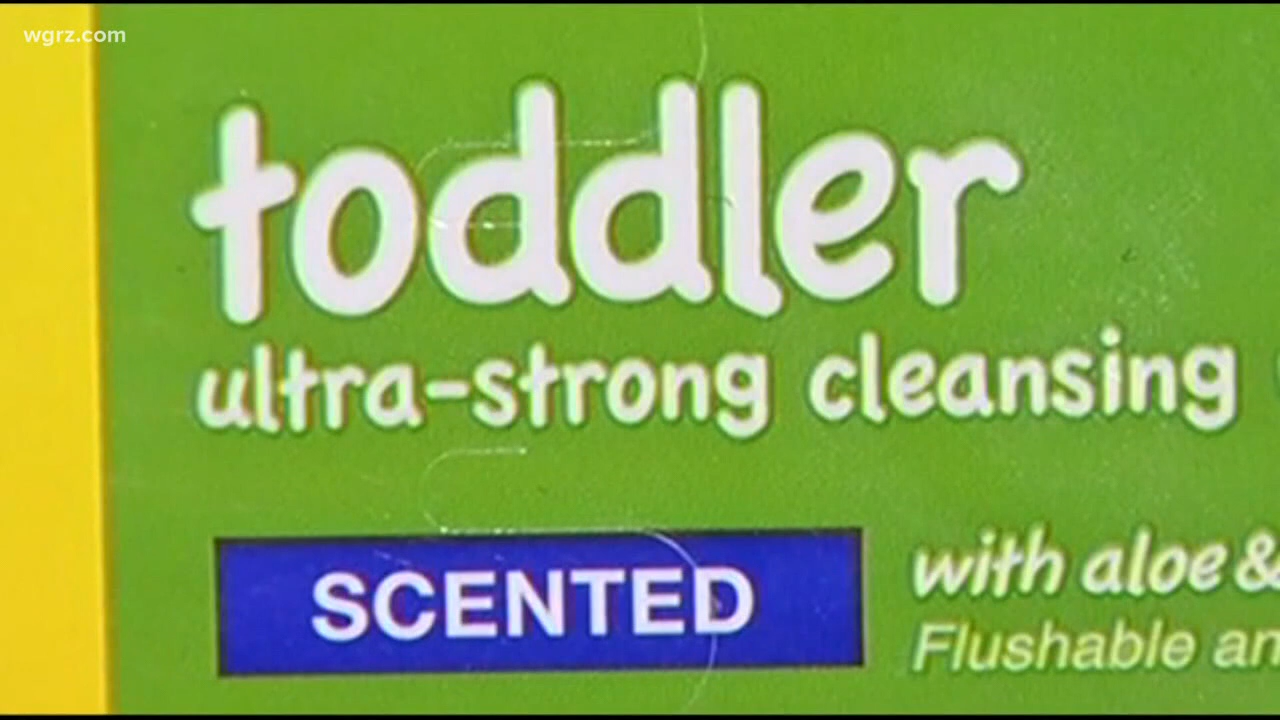 wgrz.com
toddler
ultra-strong cleansing
SCENTED
with aloe &
Flushable an